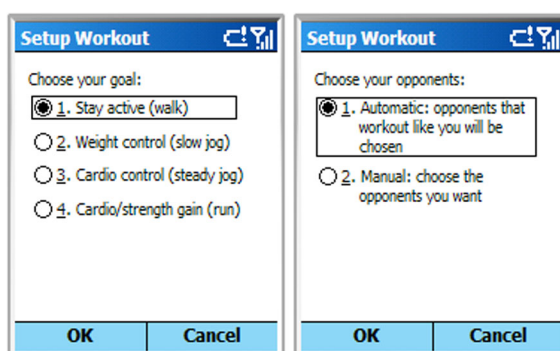 Setup Workout
Choose your goal:
1. Stay active (walk)
2. Weight control (slow jog)
3. Cardio control (steady jog)
4. Cardio/strength gain (run)
OK Cancel
Setup Workout
Choose your opponents:
1. Automatic: opponents that
workout like you will be
chosen
2. Manual: choose the
opponents you want
OK Cancel